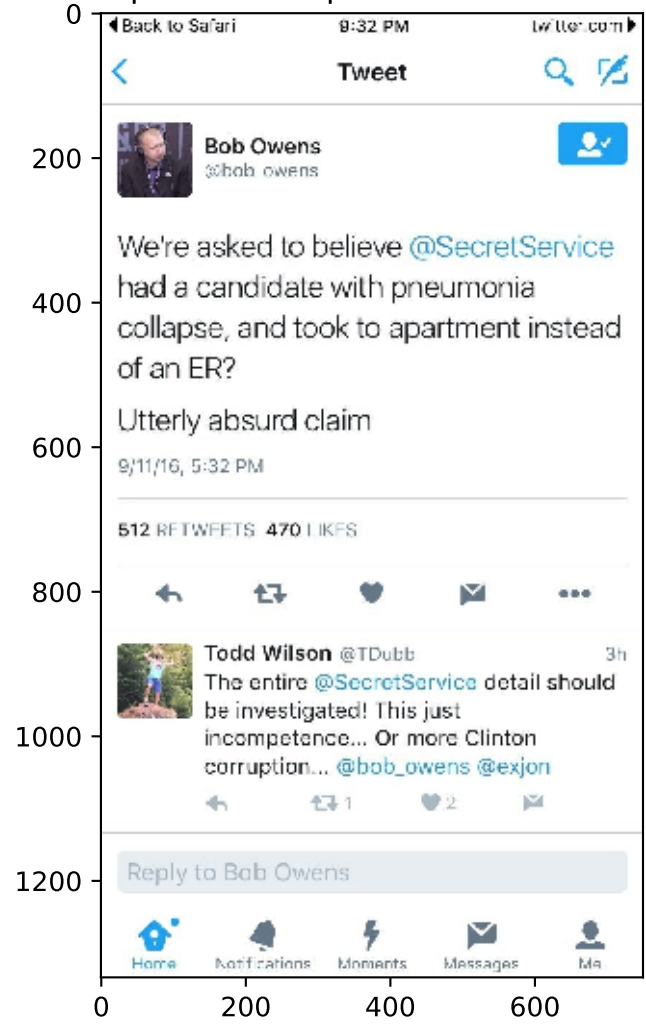 0
Back to Safari 9:32 PM twitter.com
Tweet
200
Bob Owens
@bob_owens
We're asked to believe @SecretService
400
had a candidate with pneumonia
collapse, and took to apartment instead
of an ER?
Utterly absurd claim
600
9/11/16, 5:32 PM
512 RETWEETS 470 LIKES
800
Todd Wilson @TDubb 3h
The entire @SecretService detail should
be investigated! This just
1000
incompetence... Or more Clinton
corruption... @bob_owens @exjon
1 2
1200
Reply to Bob Owens
Home Notifications Moments Messages Me
0 200 400 600